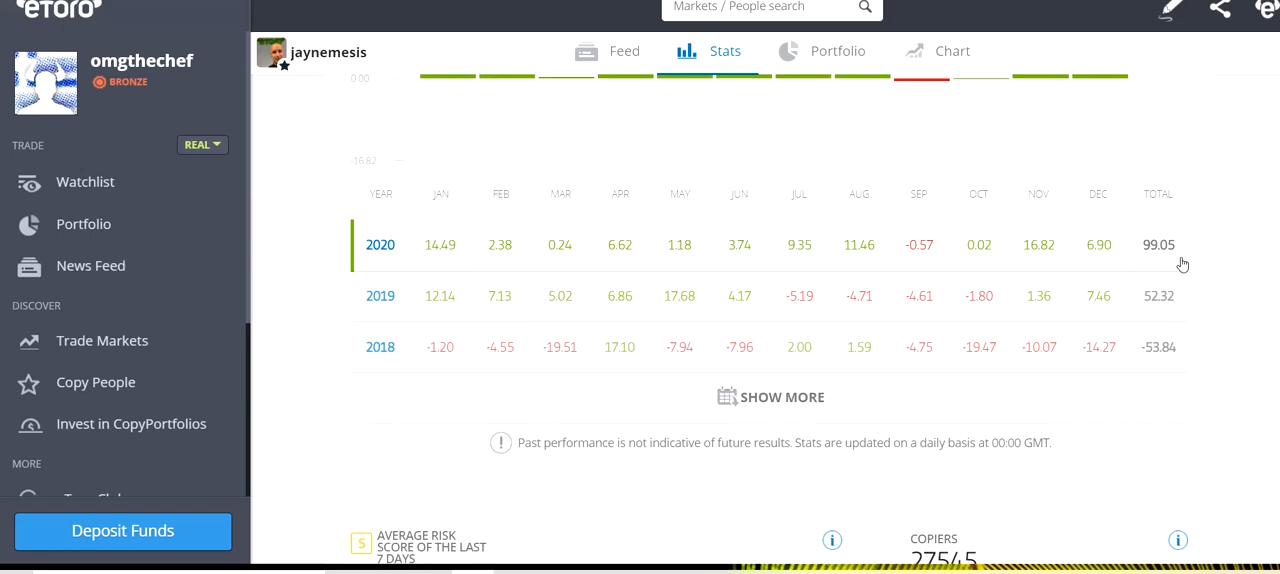 eTORO
Markets / People search
omgthechef
BRONZE
TRADE
REAL
Watchlist
Portfolio
News Feed
DISCOVER
Trade Markets
Copy People
Invest in CopyPortfolios
MORE
Deposit Funds
jaynemesis
Feed
Stats
Portfolio
Chart
0.00
-16.82
YEAR JAN FEB MAR APR MAY JUN JUL AUG SEP OCT NOV DEC TOTAL
2020 14.49 2.38 0.24 6.62 1.18 3.74 9.35 11.46 -0.57 0.02 16.82 6.90 99.05
2019 12.14 7.13 5.02 6.86 17.68 4.17 -5.19 -4.71 -4.61 -1.80 1.36 7.46 52.32
2018 -1.20 -4.55 -19.51 17.10 -7.94 -7.96 2.00 1.59 -4.75 -19.47 -10.07 -14.27 -53.84
SHOW MORE
! Past performance is not indicative of future results. Stats are updated on a daily basis at 00:00 GMT.
5
AVERAGE RISK
SCORE OF THE LAST
7 DAYS
i
COPIERS
27545
i